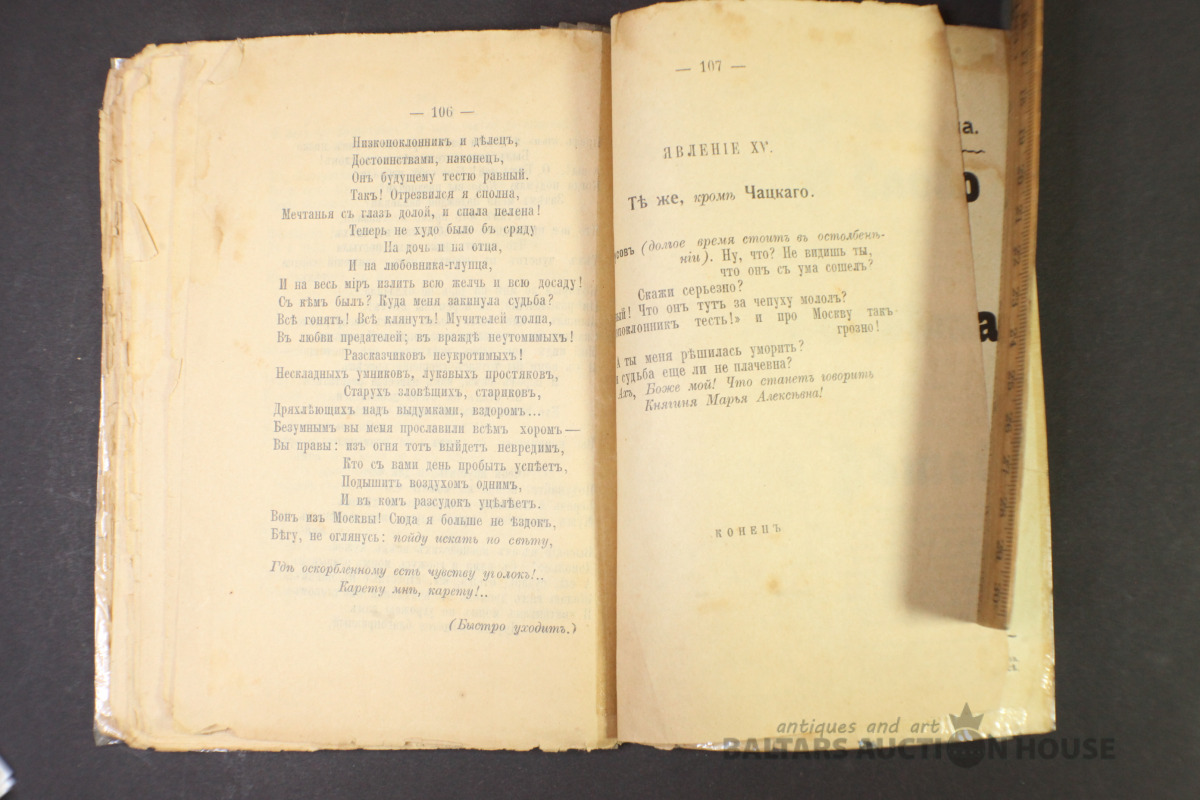 — 106 —
Низкопоклонникъ и дѣлецъ,
Достоинствами, наконецъ,
Онъ будущему тестю равный.
Такъ! Отрезвился я сполна,
Мечтанья съ глазъ долой, и спала пелена!
Теперь не худо было бъ сряду
На дочь и на отца,
И на любовника-глупца,
И на весь міръ излить всю желчь и всю досаду!
Съ кѣмъ былъ? Куда меня закинула судьба?
Всѣ гонятъ! Всѣ клянутъ! Мучителей толпа,
Въ любви предателей; въ враждѣ неутомимыхъ!
Разсказчиковъ неукротимыхъ!
Нескладныхъ умниковъ, лукавыхъ простяковъ,
Старухъ зловѣщихъ, стариковъ,
Дряхлѣющихъ надъ выдумками, вздоромъ...
Безумнымъ вы меня прославили всѣмъ хоромъ—
Вы правы: изъ огня тотъ выйдетъ невредимъ,
Кто съ вами день пробыть успѣетъ,
Подышитъ воздухомъ однимъ,
И въ комъ разсудокъ уцѣлѣетъ.
Вонъ изъ Москвы! Сюда я больше не ѣздокъ,
Бѣгу, не оглянусь: пойду искать по свѣту,
Гдѣ оскорбленному есть чувству уголокъ!..
Карету мнѣ, карету!..
(Быстро уходитъ.)
— 107 —
ЯВЛЕНІЕ XV.
Тѣ же, кромѣ Чацкаго.
совъ (долгое время стоитъ въ остолбенѣ-
ніи). Ну, что? Не видишь ты,
что онъ съ ума сошелъ?
Скажи серьезно?
ый! Что онъ тутъ за чепуху мололъ?
поклонникъ тесть!» и про Москву такъ
грозно!
А ты меня рѣшилась уморить?
судьба еще ли не плачевна?
Ахъ, Боже мой! Что станетъ говорить
Княгиня Марья Алексѣвна!
КОНЕЦЪ
на.
о
а
antiques and art
BALTARS AUCTION HOUSE